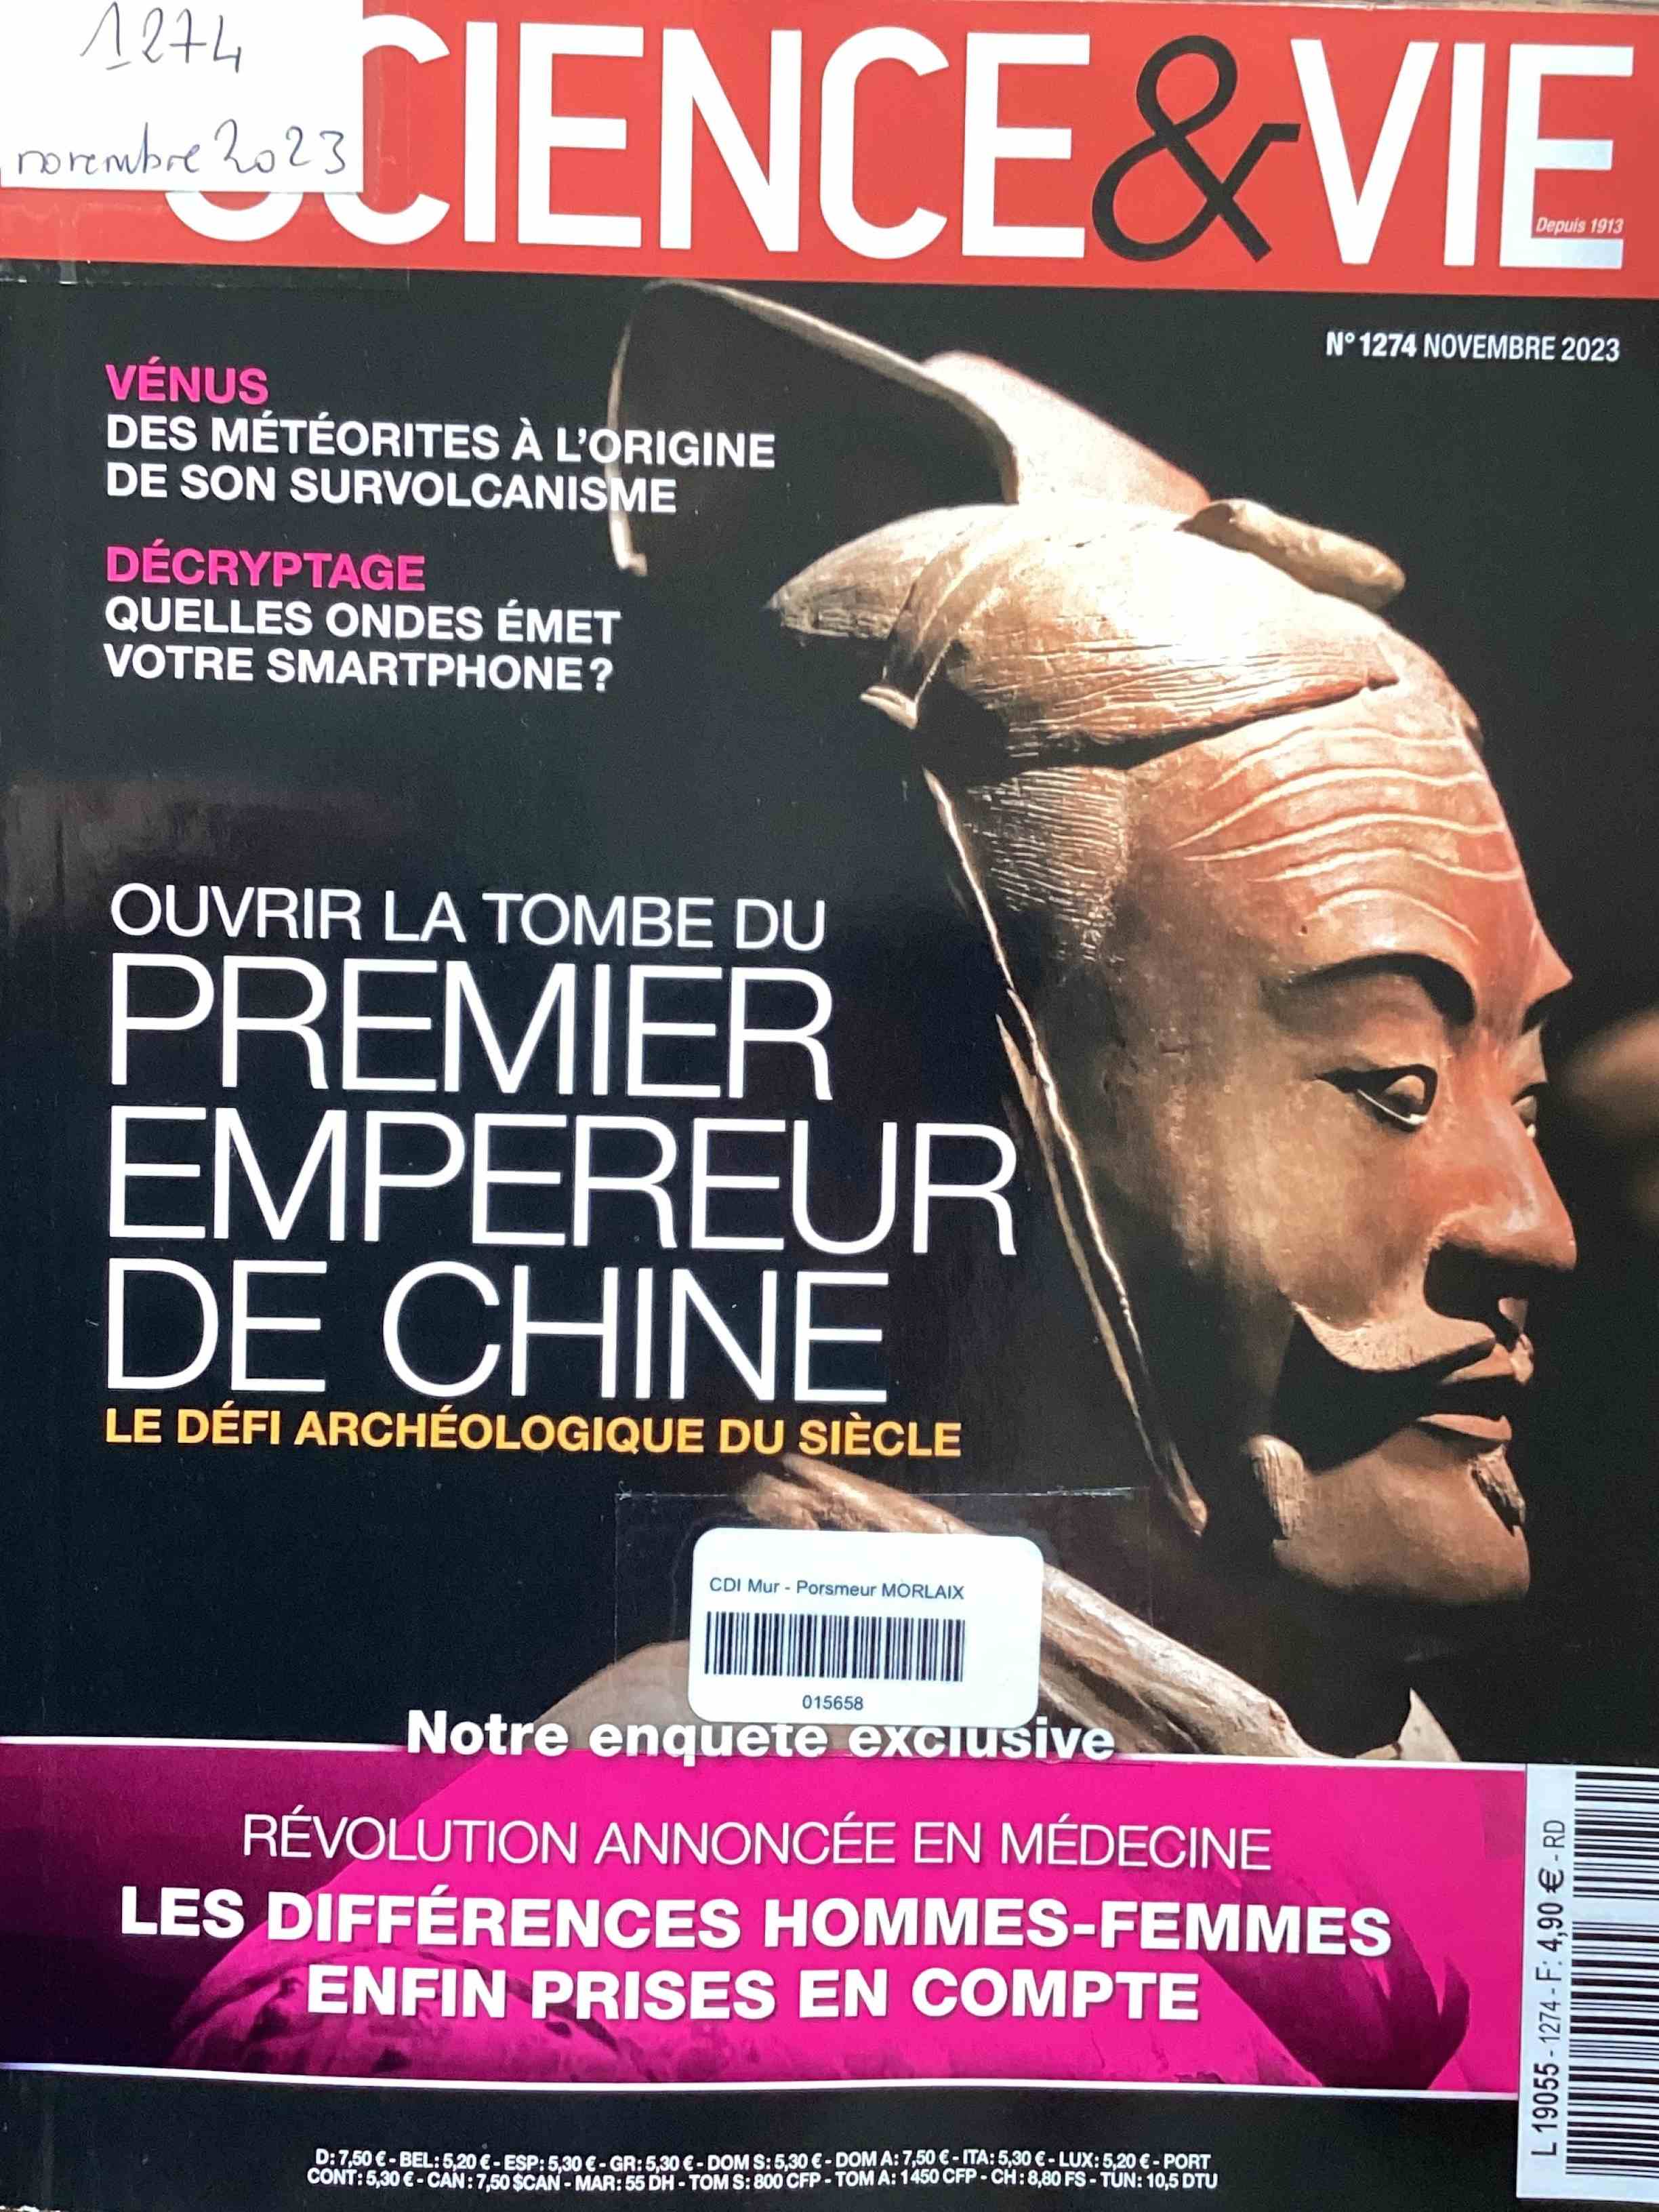 1274
novembre 2023
SCIENCE & VIE
Depuis 1913
N° 1274 NOVEMBRE 2023
VÉNUS
DES MÉTÉORITES À L'ORIGINE
DE SON SURVOLCANISME
DÉCRYPTAGE
QUELLES ONDES ÉMET
VOTRE SMARTPHONE ?
OUVRIR LA TOMBE DU
PREMIER
EMPEREUR
DE CHINE
LE DÉFI ARCHÉOLOGIQUE DU SIÈCLE
CDI Mur - Porsmeur MORLAIX
015658
Notre enquête exclusive
RÉVOLUTION ANNONCÉE EN MÉDECINE
LES DIFFÉRENCES HOMMES-FEMMES
ENFIN PRISES EN COMPTE
L 19055 - 1274 - F: 4,90 € - RD
D: 7,50 € - BEL: 5,20 € - ESP: 5,30 € - GR: 5,30 € - DOM S: 5,30 € - DOM A: 7,50 € - ITA: 5,30 € - LUX: 5,20 € - PORT
CONT: 5,30 € - CAN: 7,50 $CAN - MAR: 55 DH - TOM S: 800 CFP - TOM A: 1450 CFP - CH: 8,80 FS - TUN: 10,5 DTU